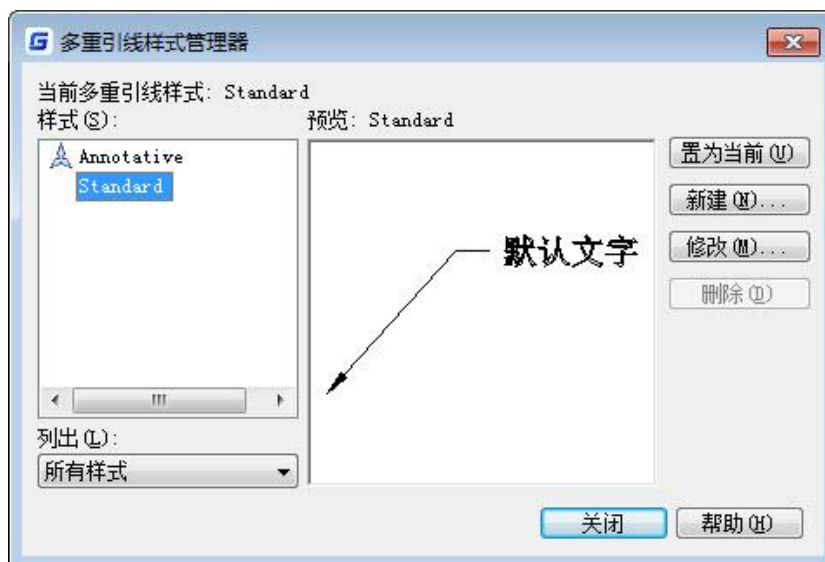 多重引线样式管理器
当前多重引线样式: Standard
样式(S):
预览: Standard
Annotative
Standard
默认文字
置为当前(U)
新建(N)...
修改(M)...
删除(D)
列出(L):
所有样式
关闭
帮助(H)